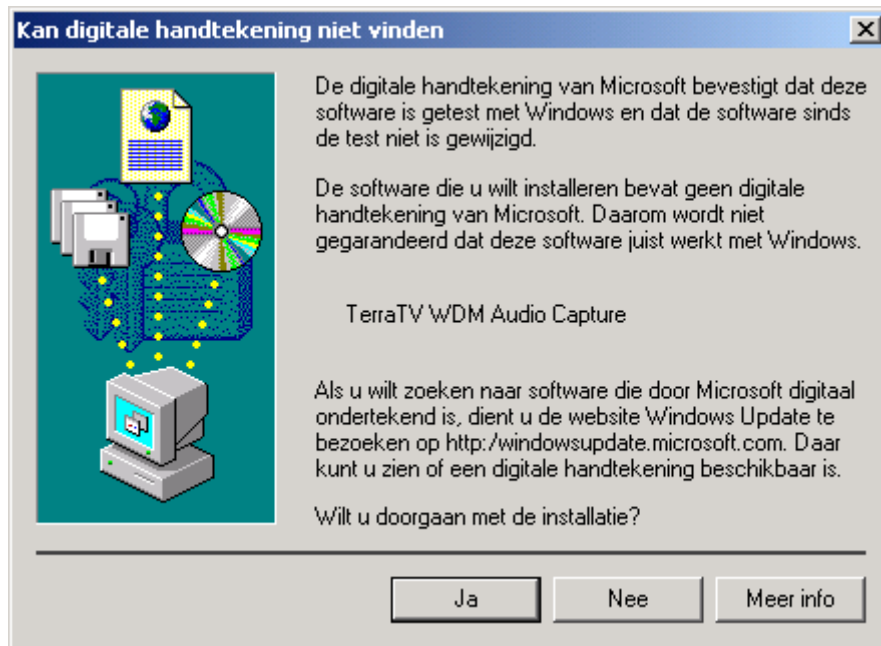 Kan digitale handtekening niet vinden
De digitale handtekening van Microsoft bevestigt dat deze
software is getest met Windows en dat de software sinds
de test niet is gewijzigd.
De software die u wilt installeren bevat geen digitale
handtekening van Microsoft. Daarom wordt niet
gegarandeerd dat deze software juist werkt met Windows.
TerraTV WDM Audio Capture
Als u wilt zoeken naar software die door Microsoft digitaal
ondertekend is, dient u de website Windows Update te
bezoeken op http:/windowsupdate.microsoft.com. Daar
kunt u zien of een digitale handtekening beschikbaar is.
Wilt u doorgaan met de installatie?
Ja
Nee
Meer info